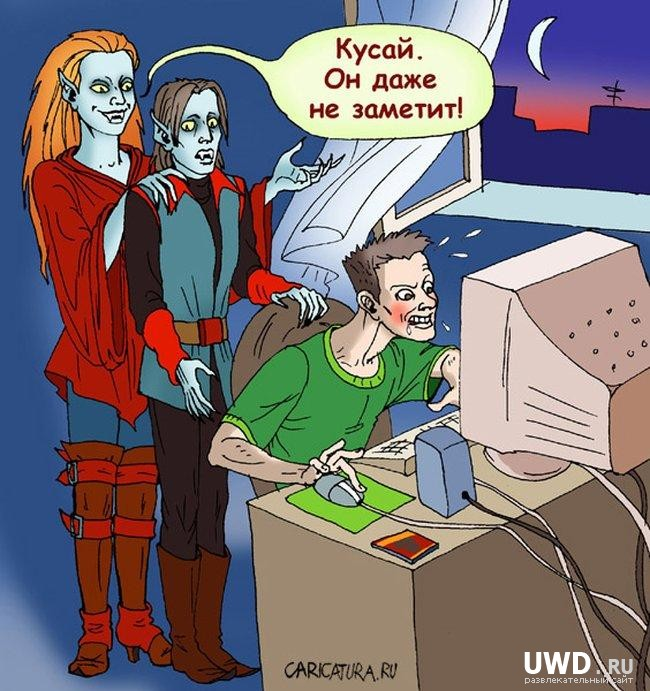 Кусай.
Он даже
не заметит!
CARICATURA.RU
UWD.RU
развлекательный сайт